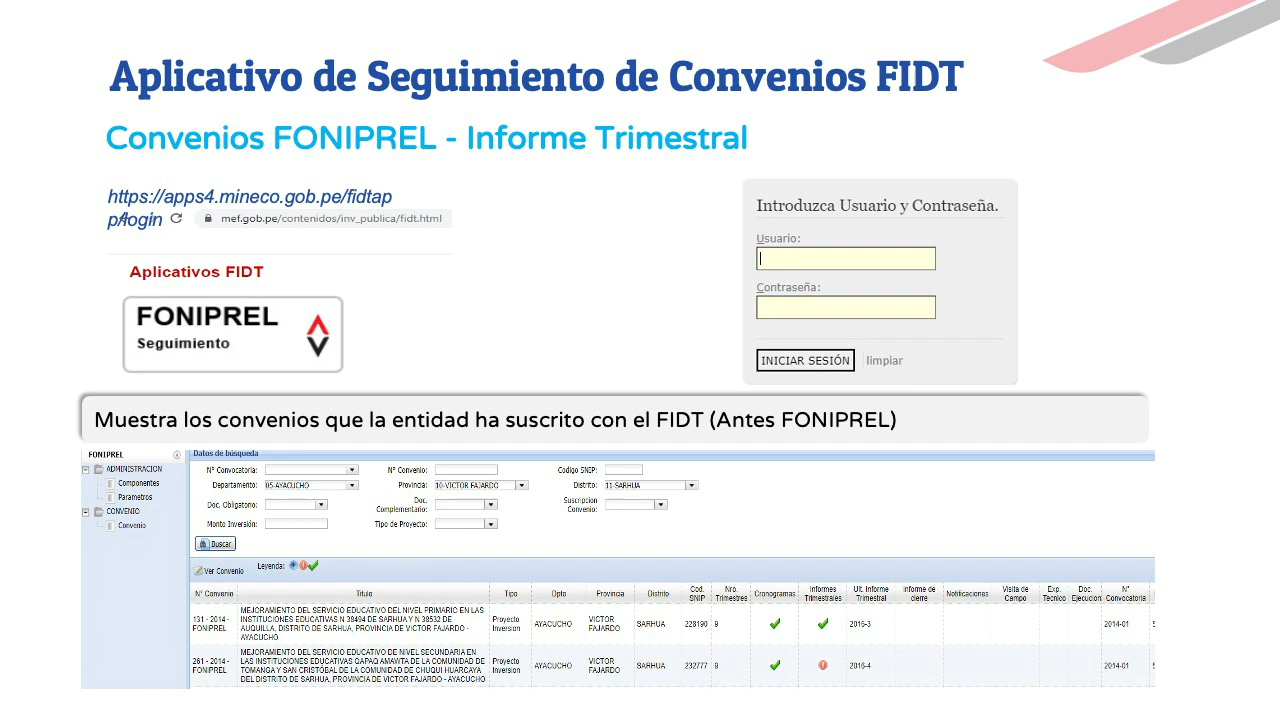 Aplicativo de Seguimiento de Convenios FIDT
Convenios FONIPREL - Informe Trimestral
https://apps4.mineco.gob.pe/fidtap
p/login
mef.gob.pe/contenidos/inv_publica/fidt.html
Aplicativos FIDT
FONIPREL
Seguimiento
Introduzca Usuario y Contraseña.
Usuario:
Contraseña:
INICIAR SESIÓN limpiar
Muestra los convenios que la entidad ha suscrito con el FIDT (Antes FONIPREL)
FONIPREL
ADMINISTRACION
Componentes
Parametros
CONVENIO
Convenio
Datos de búsqueda
Nº Convocatoria: Nº Convenio: Codigo SNIP:
Departamento: 05-AYACUCHO Provincia: 10-VICTOR FAJARDO Distrito: 11-SARHUA
Doc. Obligatorio: Doc. Complementario: Suscripcion Convenio:
Monto Inversión: Tipo de Proyecto:
Buscar
Ver Convenio Leyenda:
Nº Convenio Titulo Tipo Dpto Provincia Distrito Cod. SNIP Nro. Trimestres Cronogramas Informes Trimestrales Ult. Informe Trimestral Informe de cierre Notificaciones Visita de Campo Exp. Tecnico Doc. Ejecucion N° Convocatoria
131 - 2014 - FONIPREL
MEJORAMIENTO DEL SERVICIO EDUCATIVO DEL NIVEL PRIMARIO EN LAS
INSTITUCIONES EDUCATIVAS N 38494 DE SARHUA Y N 38532 DE
AUQUILLA, DISTRITO DE SARHUA, PROVINCIA DE VICTOR FAJARDO -
AYACUCHO
Proyecto Inversion AYACUCHO VICTOR FAJARDO SARHUA 228190 9 2016-3 2014-01
261 - 2014 - FONIPREL
MEJORAMIENTO DEL SERVICIO EDUCATIVO DE NIVEL SECUNDARIA EN
LAS INSTITUCIONES EDUCATIVAS QAPAQ AMAYTA DE LA COMUNIDAD DE
TOMANGA Y SAN CRISTOBAL DE LA COMUNIDAD DE CHUQUI HUARCAYA
DEL DISTRITO DE SARHUA, PROVINCIA DE VICTOR FAJARDO - AYACUCHO
Proyecto Inversion AYACUCHO VICTOR FAJARDO SARHUA 232777 9 2016-4 2014-01